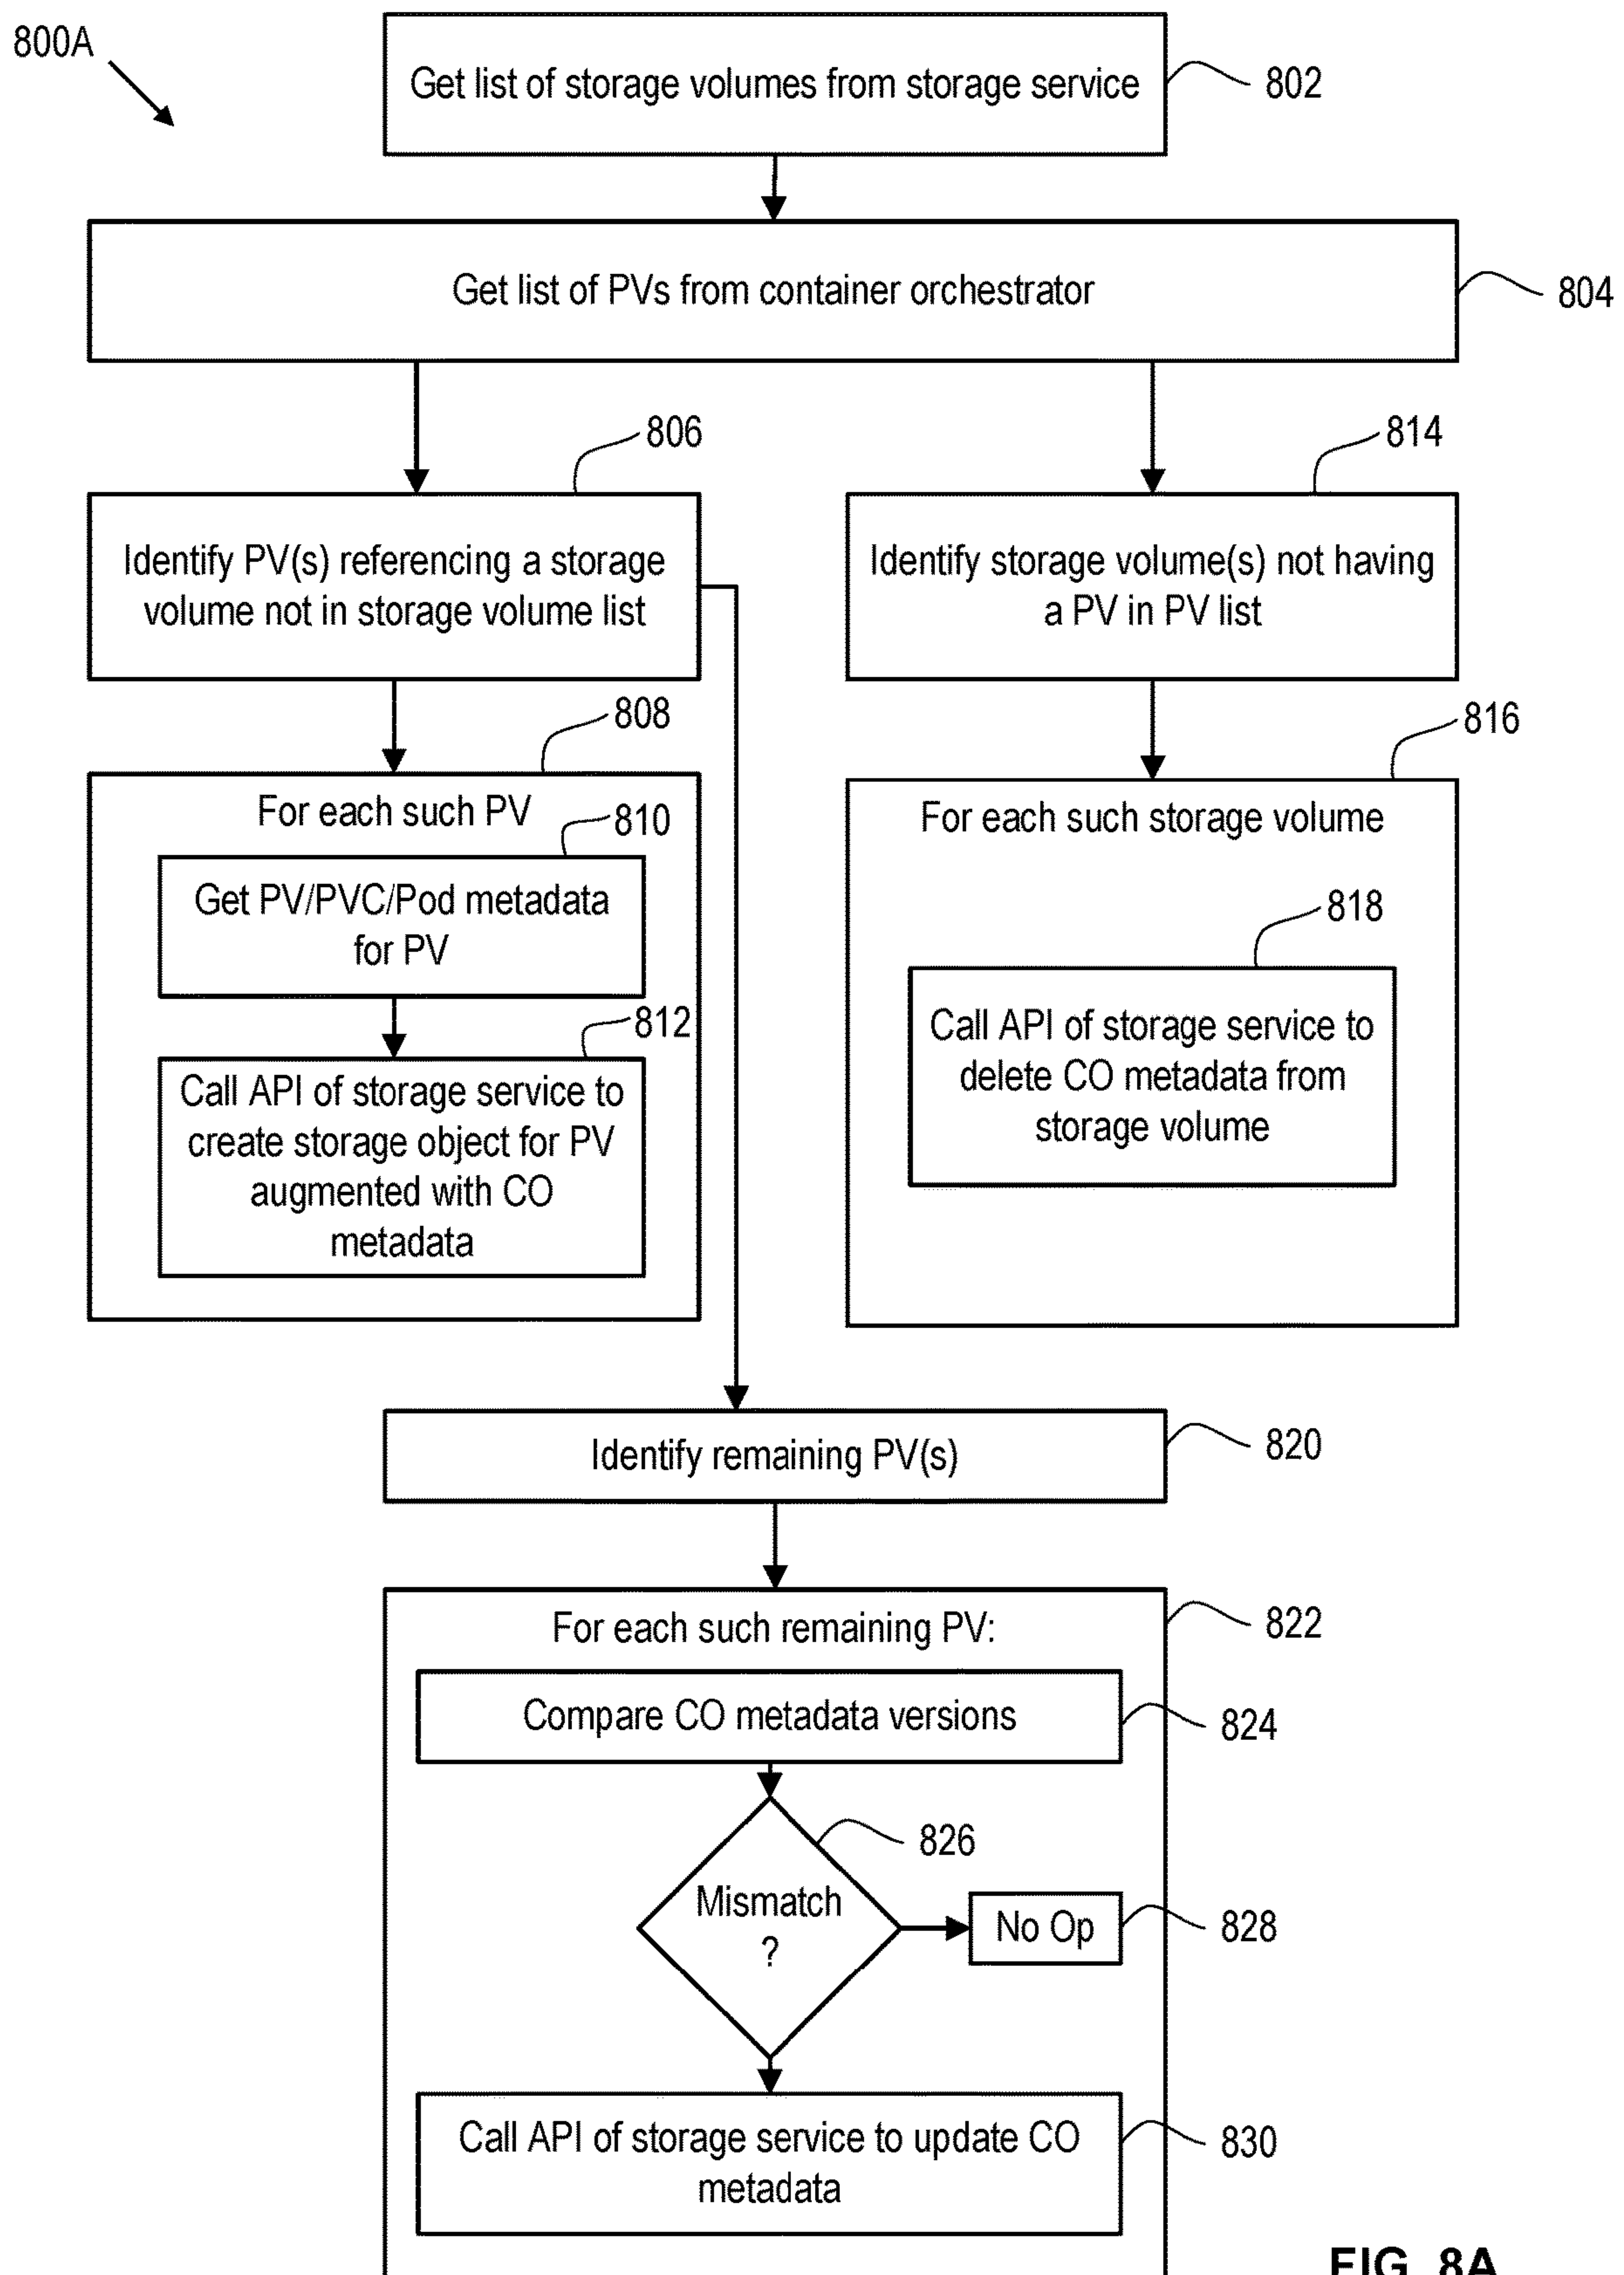 800A
Get list of storage volumes from storage service
802
Get list of PVs from container orchestrator
804
806
814
Identify PV(s) referencing a storage
volume not in storage volume list
Identify storage volume(s) not having
a PV in PV list
808
816
For each such PV
810
Get PV/PVC/Pod metadata
for PV
812
Call API of storage service to
create storage object for PV
augmented with CO
metadata
For each such storage volume
818
Call API of storage service to
delete CO metadata from
storage volume
Identify remaining PV(s)
820
For each such remaining PV:
822
Compare CO metadata versions
824
826
Mismatch
?
No Op
828
Call API of storage service to update CO
metadata
830
FIG. 8A